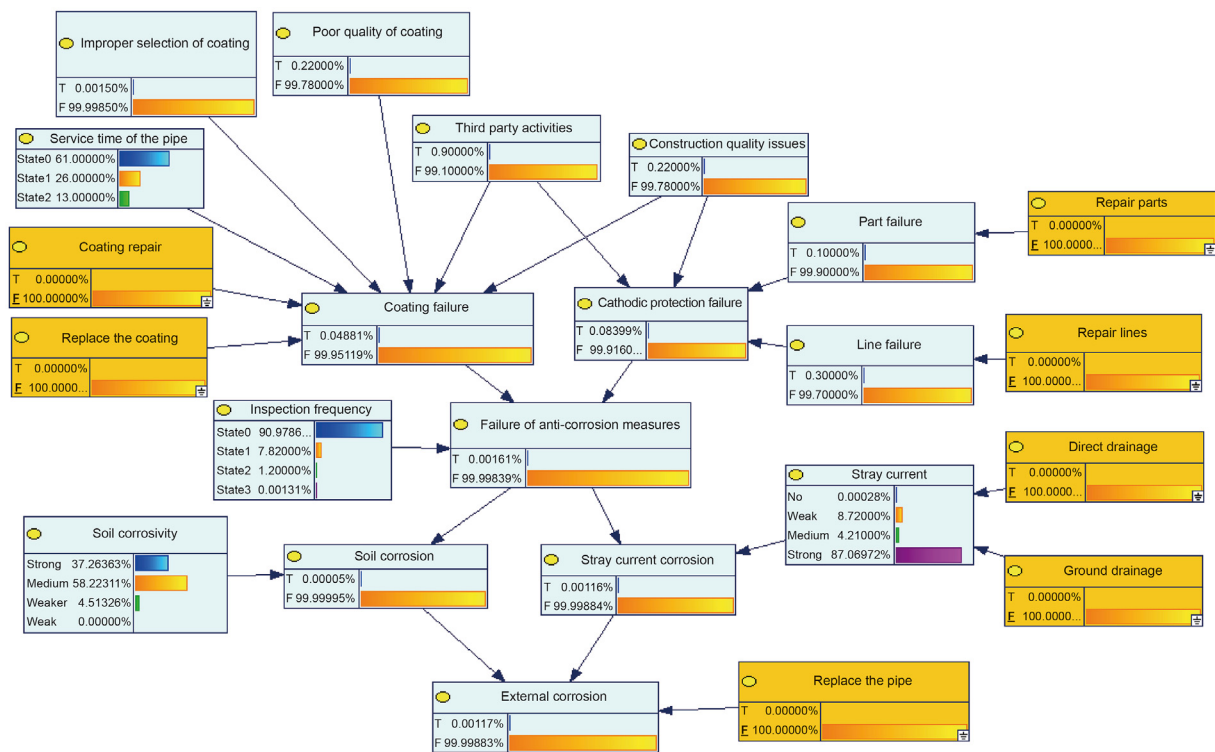 Improper selection of coating
T 0.00150%
F 99.99850%
Poor quality of coating
T 0.22000%
F 99.78000%
Service time of the pipe
State0 61.00000%
State1 26.00000%
State2 13.00000%
Third party activities
T 0.90000%
F 99.10000%
Construction quality issues
T 0.22000%
F 99.78000%
Part failure
T 0.10000%
F 99.90000%
Repair parts
T 0.00000%
F 100.0000...
Coating repair
T 0.00000%
F 100.00000%
Replace the coating
T 0.00000%
F 100.0000...
Coating failure
T 0.04881%
F 99.95119%
Cathodic protection failure
T 0.08399%
F 99.9160...
Line failure
T 0.30000%
F 99.70000%
Repair lines
T 0.00000%
F 100.0000...
Inspection frequency
State0 90.9786...
State1 7.82000%
State2 1.20000%
State3 0.00131%
Failure of anti-corrosion measures
T 0.00161%
F 99.99839%
Stray current
No 0.00028%
Weak 8.72000%
Medium 4.21000%
Strong 87.06972%
Direct drainage
T 0.00000%
F 100.0000...
Ground drainage
T 0.00000%
F 100.0000...
Soil corrosivity
Strong 37.26363%
Medium 58.22311%
Weaker 4.51326%
Weak 0.00000%
Soil corrosion
T 0.00005%
F 99.99995%
Stray current corrosion
T 0.00116%
F 99.99884%
External corrosion
T 0.00117%
F 99.99883%
Replace the pipe
T 0.00000%
F 100.00000%